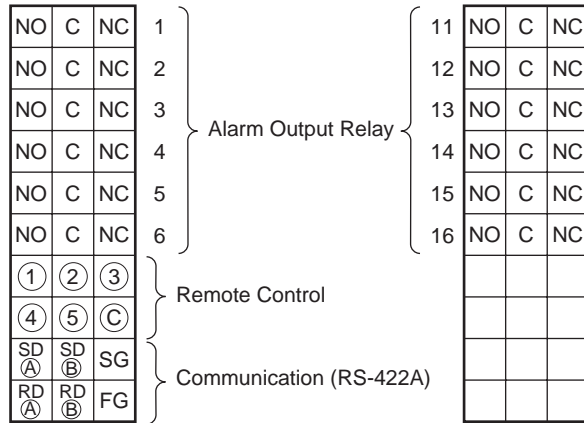 NO C NC 1 11 NO C NC
NO C NC 2 12 NO C NC
NO C NC 3 13 NO C NC
Alarm Output Relay
NO C NC 4 14 NO C NC
NO C NC 5 15 NO C NC
NO C NC 6 16 NO C NC
① ② ③
Remote Control
④ ⑤ Ⓒ
SD Ⓐ SD Ⓑ SG
Communication (RS-422A)
RD Ⓐ RD Ⓑ FG